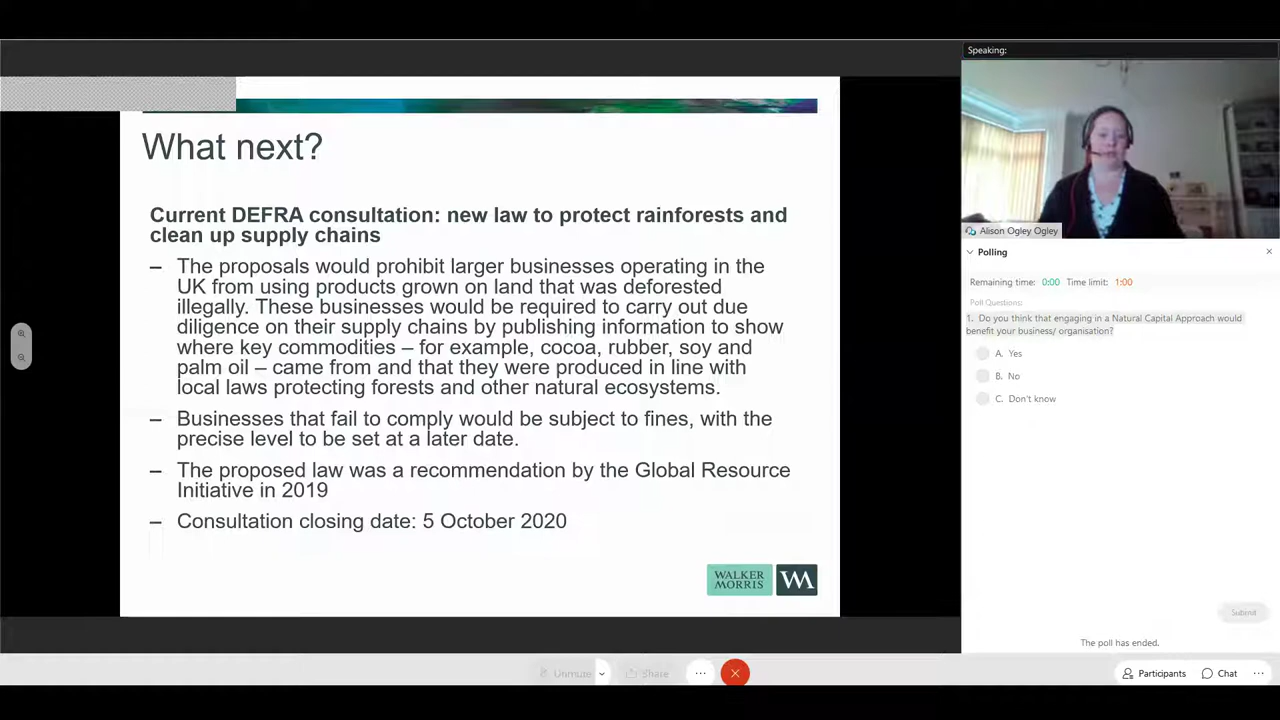 Speaking:
What next?
Current DEFRA consultation: new law to protect rainforests and
clean up supply chains
– The proposals would prohibit larger businesses operating in the
UK from using products grown on land that was deforested
illegally. These businesses would be required to carry out due
diligence on their supply chains by publishing information to show
where key commodities – for example, cocoa, rubber, soy and
palm oil – came from and that they were produced in line with
local laws protecting forests and other natural ecosystems.
– Businesses that fail to comply would be subject to fines, with the
precise level to be set at a later date.
– The proposed law was a recommendation by the Global Resource
Initiative in 2019
– Consultation closing date: 5 October 2020
WALKER
MORRIS
WM
Alison Ogley Ogley
Polling
Remaining time: 0:00 Time limit: 1:00
Poll Questions:
1. Do you think that engaging in a Natural Capital Approach would
benefit your business/ organisation?
A. Yes
B. No
C. Don't know
Submit
The poll has ended.
Unmute
Share
Participants
Chat